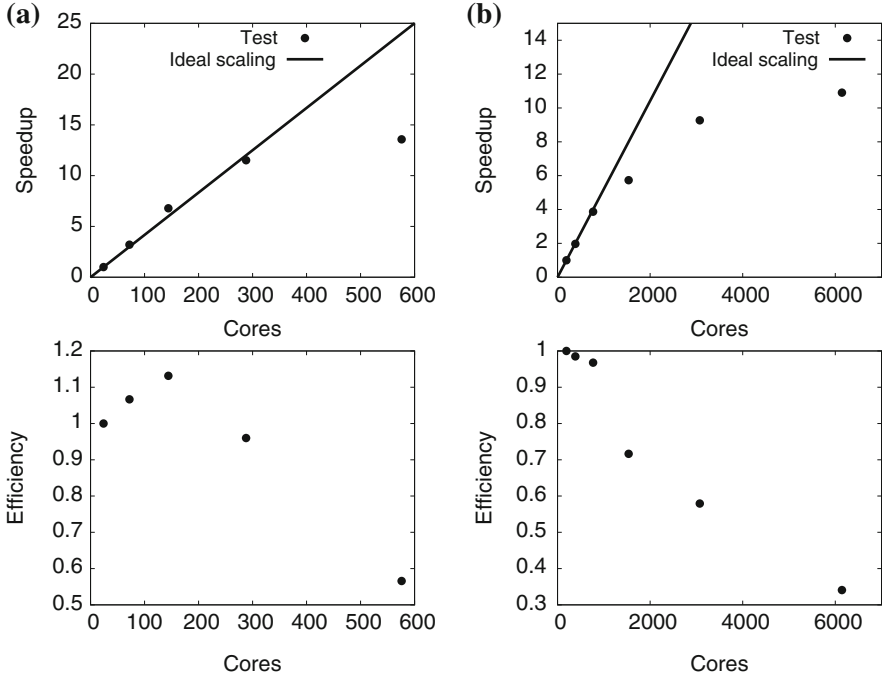 (a)
25
20
15
10
5
0
Speedup
Test
Ideal scaling
0 100 200 300 400 500 600
Cores
(b)
14
12
10
8
6
4
2
0
Speedup
Test
Ideal scaling
0 2000 4000 6000
Cores
1.2
1.1
1
0.9
0.8
0.7
0.6
0.5
Efficiency
0 100 200 300 400 500 600
Cores
1
0.9
0.8
0.7
0.6
0.5
0.4
0.3
Efficiency
0 2000 4000 6000
Cores